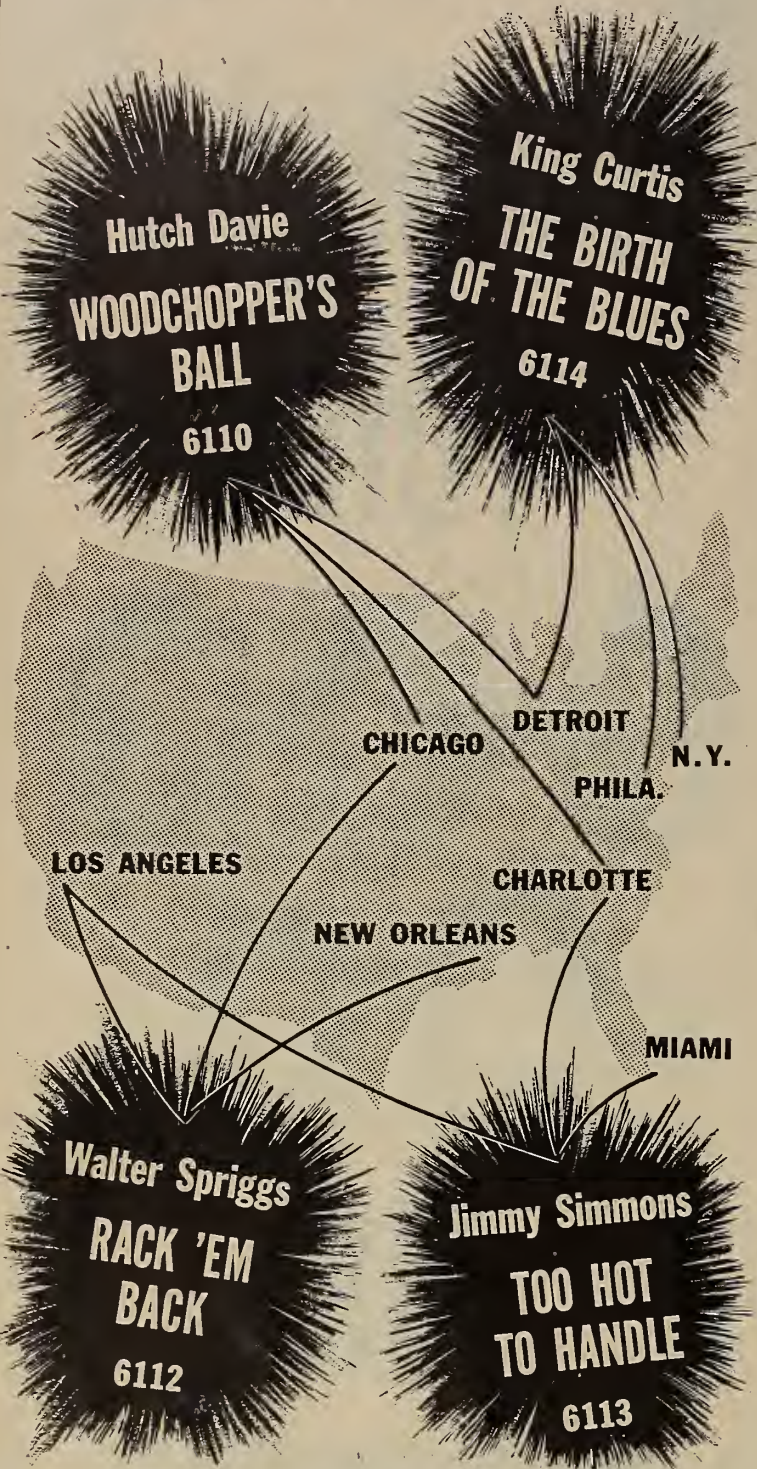 Hutch Davie
WOODCHOPPER'S
BALL
6110
King Curtis
THE BIRTH
OF THE BLUES
6114
CHICAGO
DETROIT
N.Y.
PHILA.
LOS ANGELES
CHARLOTTE
NEW ORLEANS
MIAMI
Walter Spriggs
RACK 'EM
BACK
6112
Jimmy Simmons
TOO HOT
TO HANDLE
6113